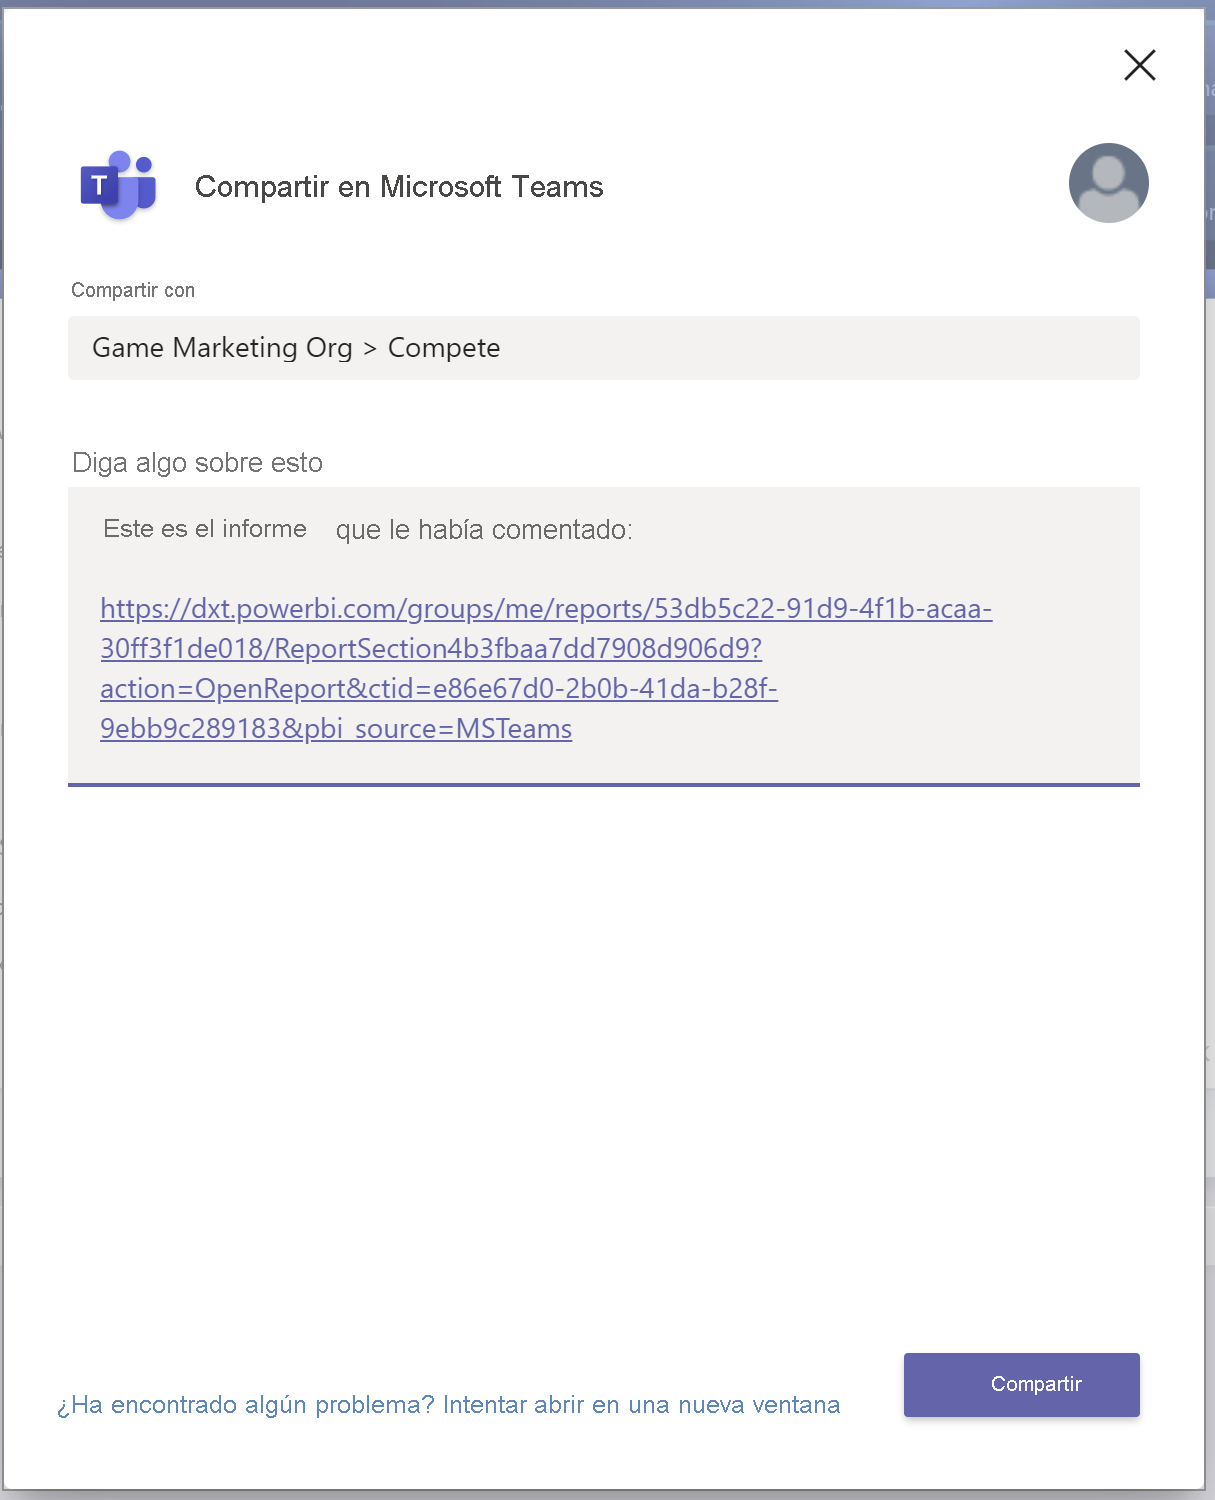 T
Compartir en Microsoft Teams
Compartir con
Game Marketing Org > Compete
Diga algo sobre esto
Este es el informe que le había comentado:
https://dxt.powerbi.com/groups/me/reports/53db5c22-91d9-4f1b-acaa-
30ff3f1de018/ReportSection4b3fbaa7dd7908d906d9?
action=OpenReport&ctid=e86e67d0-2b0b-41da-b28f-
9ebb9c289183&pbi_source=MSTeams
¿Ha encontrado algún problema? Intentar abrir en una nueva ventana
Compartir